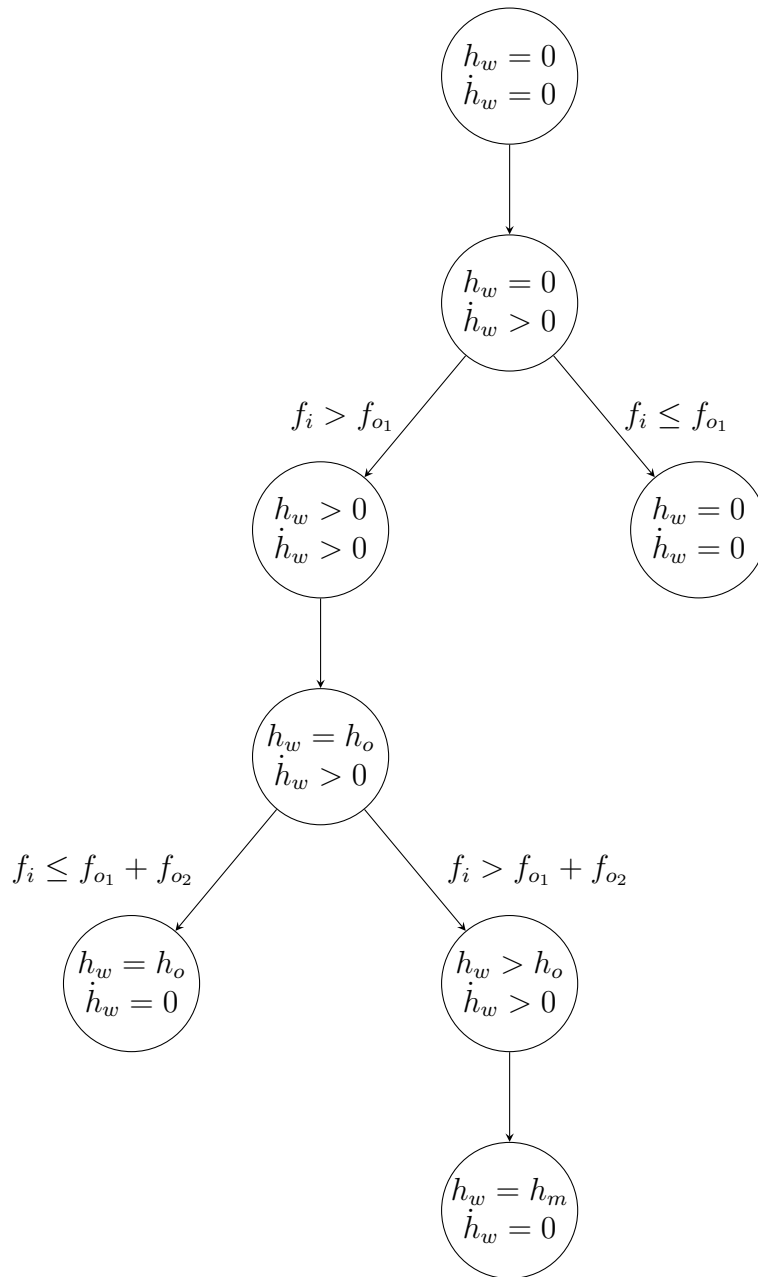 h_w = 0
ḣ_w = 0
h_w = 0
ḣ_w > 0
f_i > f_{o_1}
f_i ≤ f_{o_1}
h_w > 0
ḣ_w > 0
h_w = 0
ḣ_w = 0
h_w = h_o
ḣ_w > 0
f_i ≤ f_{o_1} + f_{o_2}
f_i > f_{o_1} + f_{o_2}
h_w = h_o
ḣ_w = 0
h_w > h_o
ḣ_w > 0
h_w = h_m
ḣ_w = 0